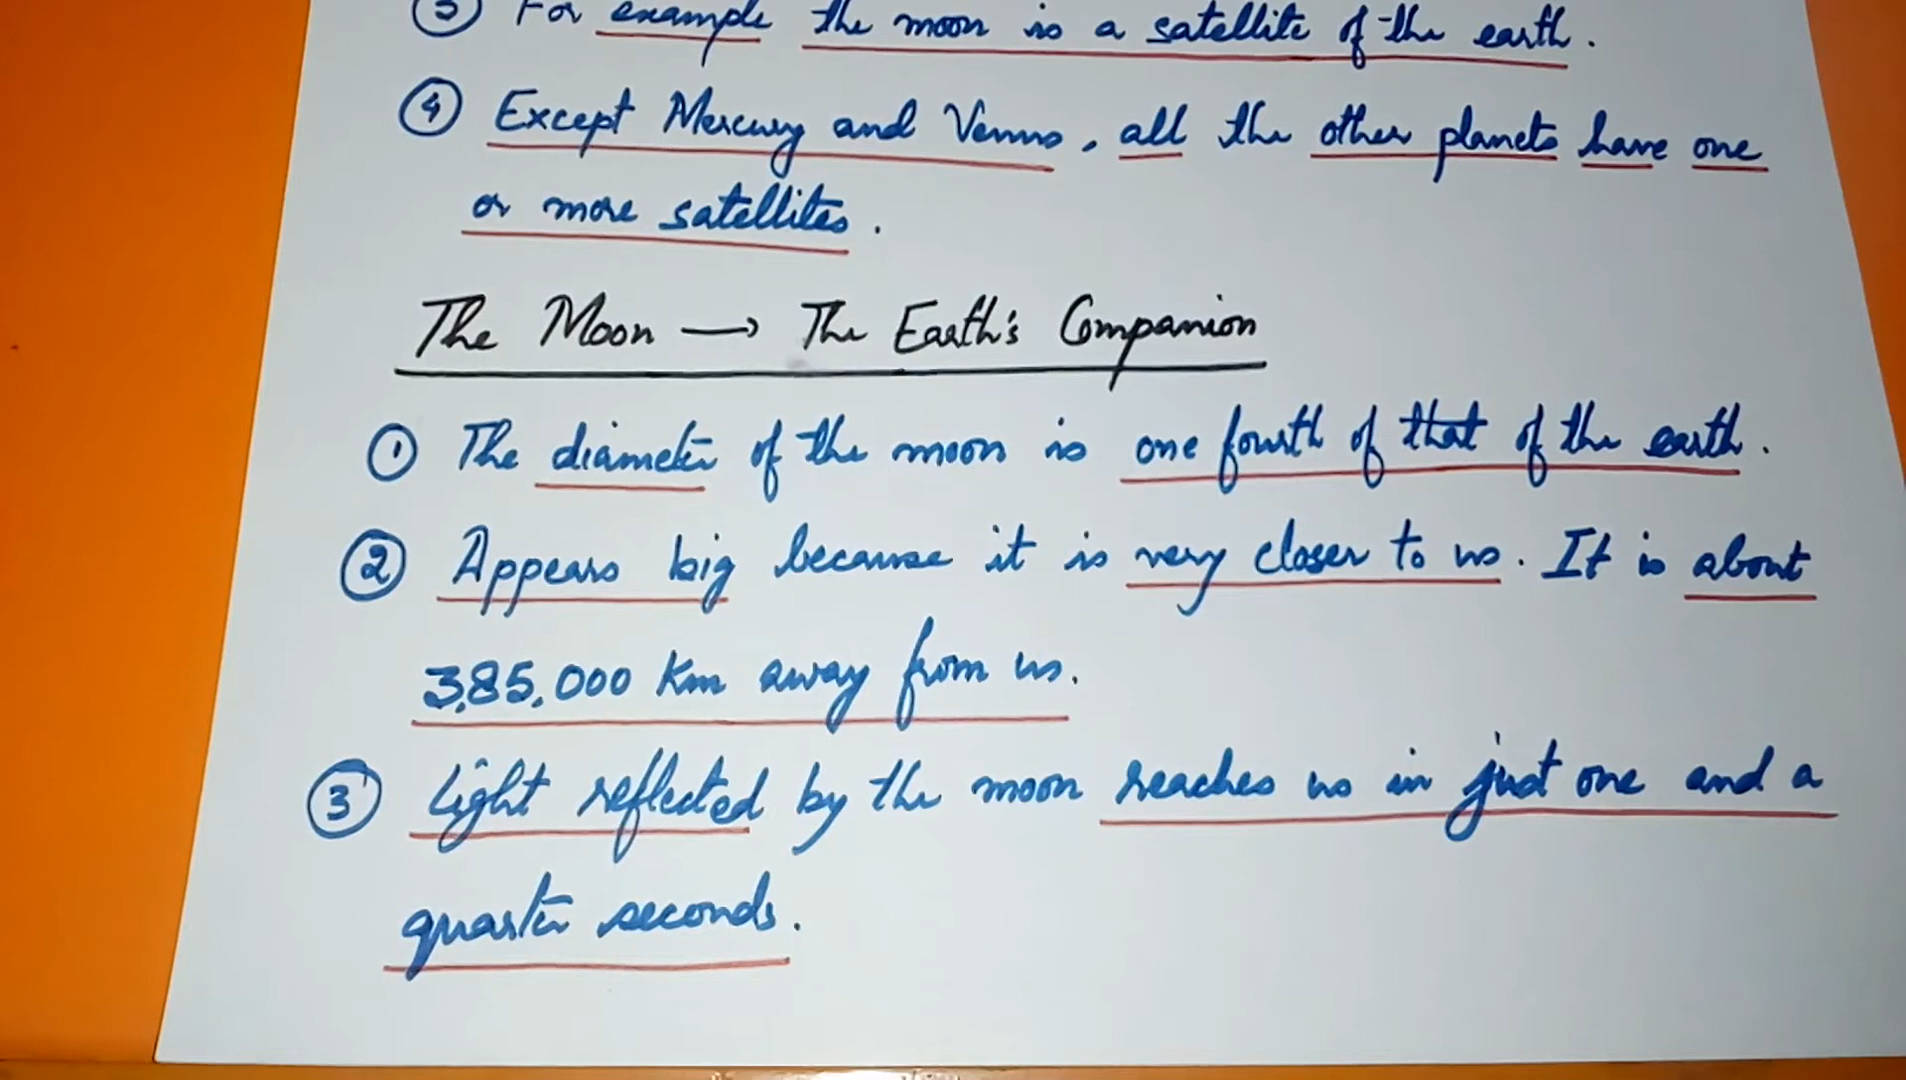 ③ For example the moon is a satellite of the earth.
④ Except Mercury and Venus, all the other planets have one
or more satellites.
The Moon → The Earth's Companion
① The diameter of the moon is one fourth of that of the earth.
② Appears big because it is very closer to us. It is about
3,85,000 Km away from us.
③ Light reflected by the moon reaches us in just one and a
quarter seconds.